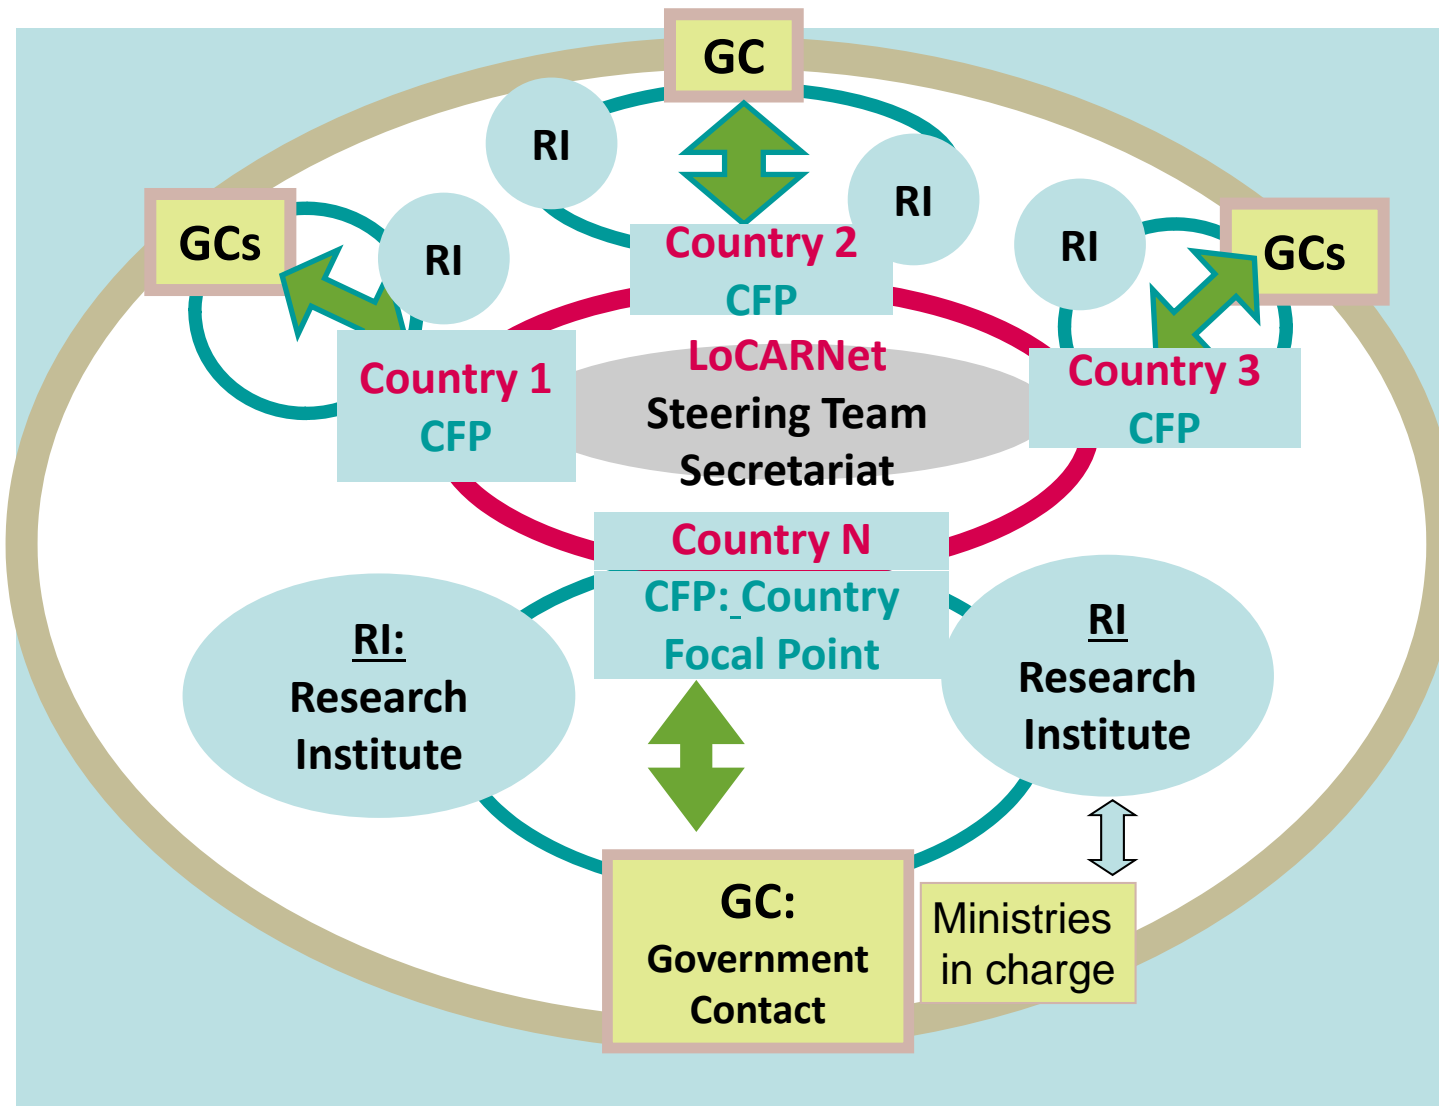 GC
RI
RI
RI
GCs
RI
GCs
Country 2
CFP
Country 1
CFP
LoCARNet
Steering Team
Secretariat
Country 3
CFP
Country N
CFP: Country
Focal Point
RI:
Research
Institute
RI
Research
Institute
GC:
Government
Contact
Ministries
in charge